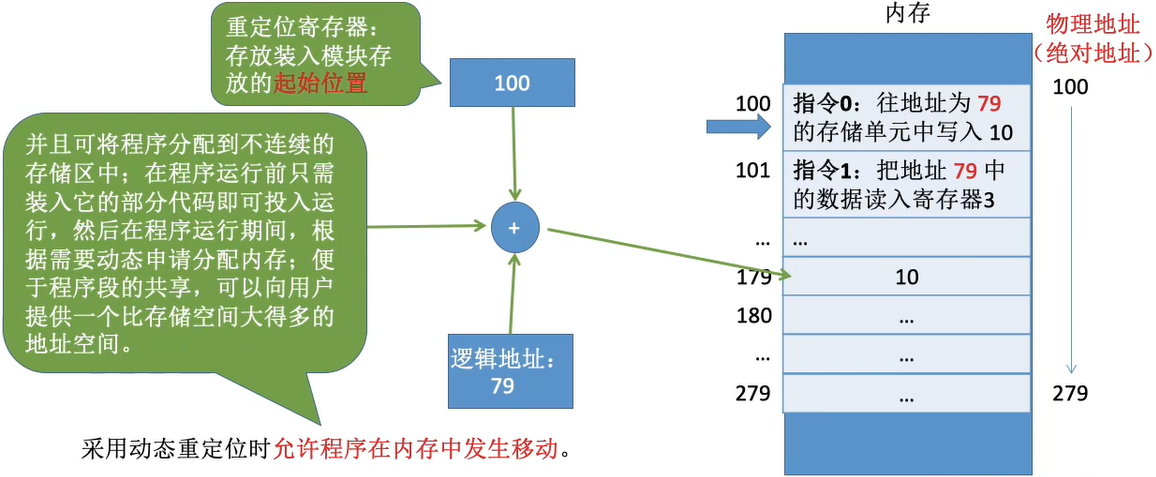 重定位寄存器：
存放装入模块存
放的起始位置
100
并且可将程序分配到不连续的
存储区中；在程序运行前只需
装入它的部分代码即可投入运
行，然后在程序运行期间，根
据需要动态申请分配内存；便
于程序段的共享，可以向用户
提供一个比存储空间大得多的
地址空间。
+
逻辑地址：
79
采用动态重定位时允许程序在内存中发生移动。
内存
物理地址
（绝对地址）
100
279
100
指令0：往地址为 79
的存储单元中写入 10
101
指令1：把地址 79 中
的数据读入寄存器3
... ...
179 10
180 ...
... ...
279 ...